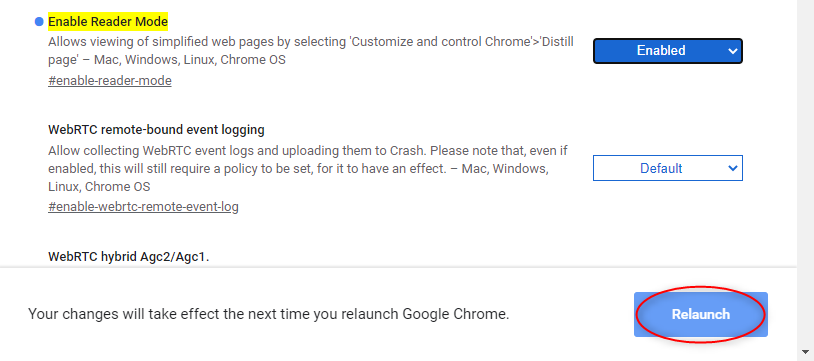 Enable Reader Mode
Allows viewing of simplified web pages by selecting 'Customize and control Chrome'>'Distill
page' – Mac, Windows, Linux, Chrome OS
#enable-reader-mode
Enabled
WebRTC remote-bound event logging
Allow collecting WebRTC event logs and uploading them to Crash. Please note that, even if
enabled, this will still require a policy to be set, for it to have an effect. – Mac, Windows,
Linux, Chrome OS
#enable-webrtc-remote-event-log
Default
WebRTC hybrid Agc2/Agc1.
Your changes will take effect the next time you relaunch Google Chrome.
Relaunch